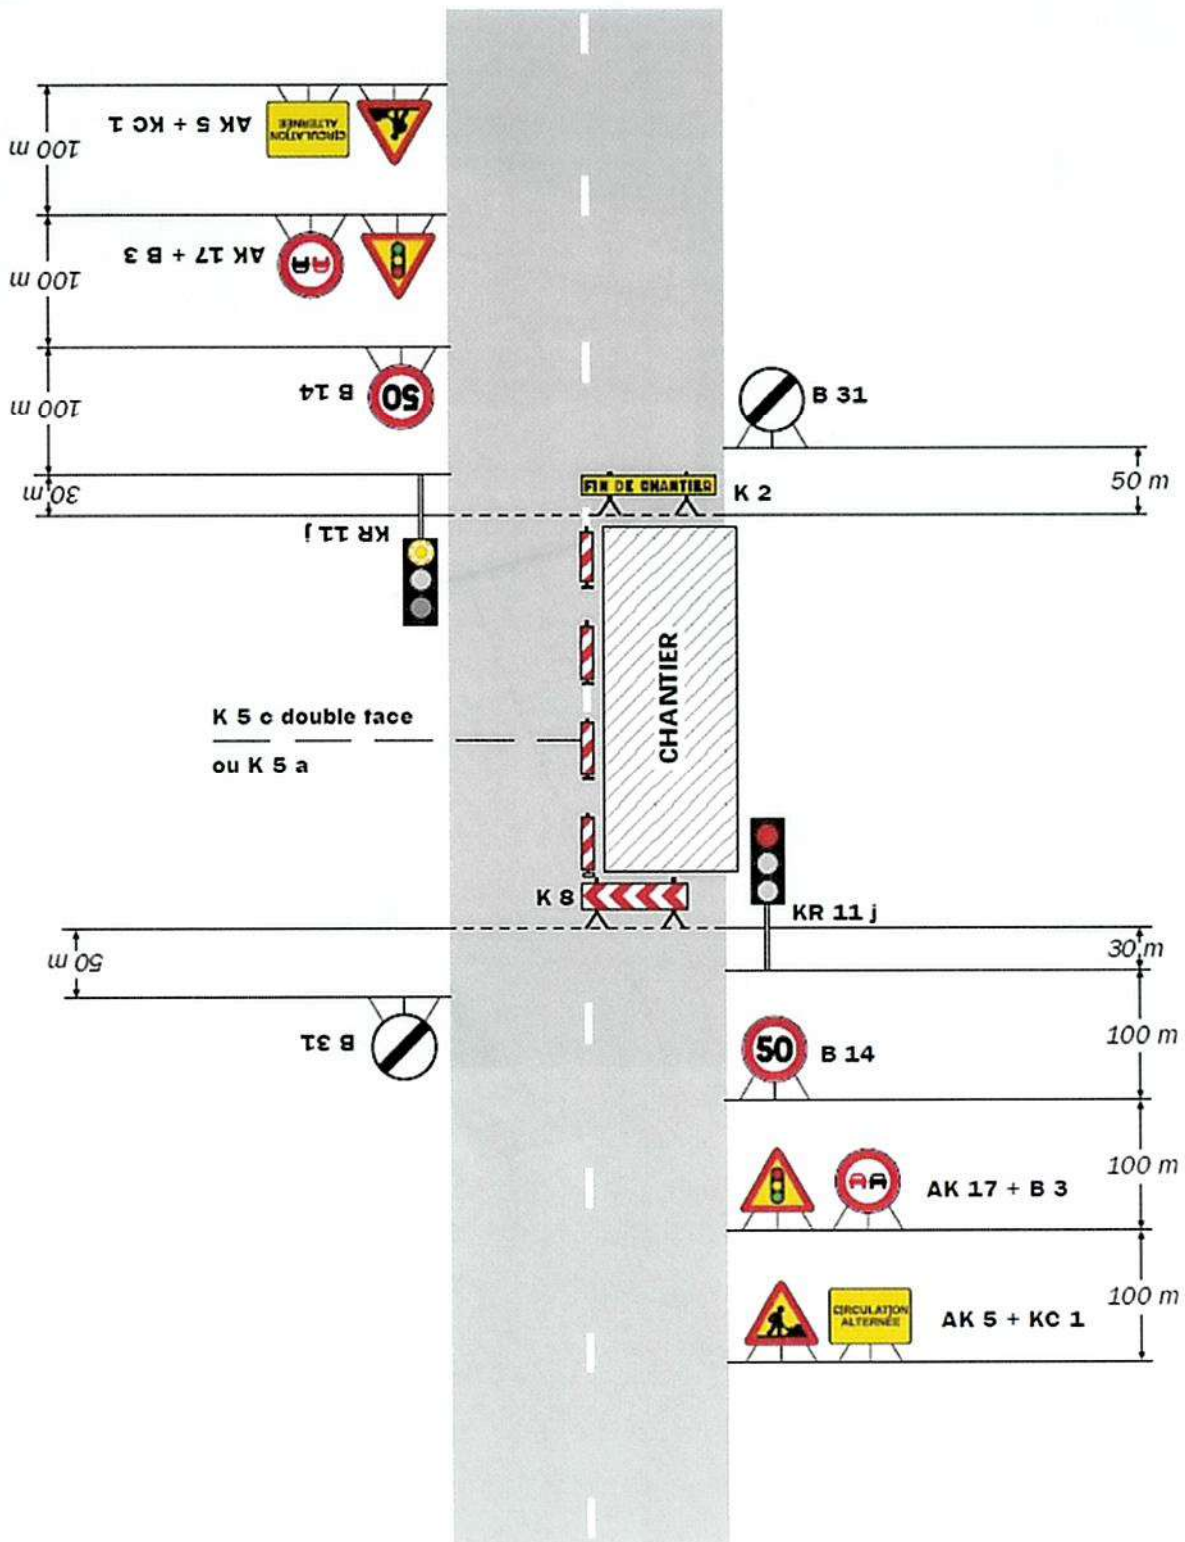 AK 5 + KC 1
CIRCULATION
ALTERNÉE
100 m
AK 17 + B 3
100 m
B 14
50
100 m
B 31
30 m
50 m
FIN DE CHANTIER
K 2
KR 11 j
CHANTIER
K 5 c double face
ou K 5 a
K 8
KR 11 j
50 m
30 m
B 31
50
B 14
100 m
AK 17 + B 3
100 m
CIRCULATION
ALTERNÉE
AK 5 + KC 1
100 m